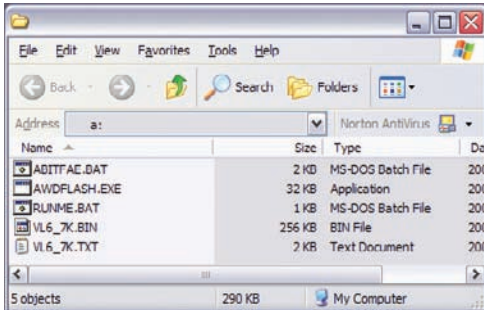 File Edit View Favorites Tools Help
Back Search Folders
Address a: Norton AntiVirus
Name Size Type Da
ABITFAE.BAT 2 KB MS-DOS Batch File 200
AWDFLASH.EXE 32 KB Application 200
RUNME.BAT 1 KB MS-DOS Batch File 200
VL6_7K.BIN 256 KB BIN File 200
VL6_7K.TXT 2 KB Text Document 200
5 objects 290 KB My Computer